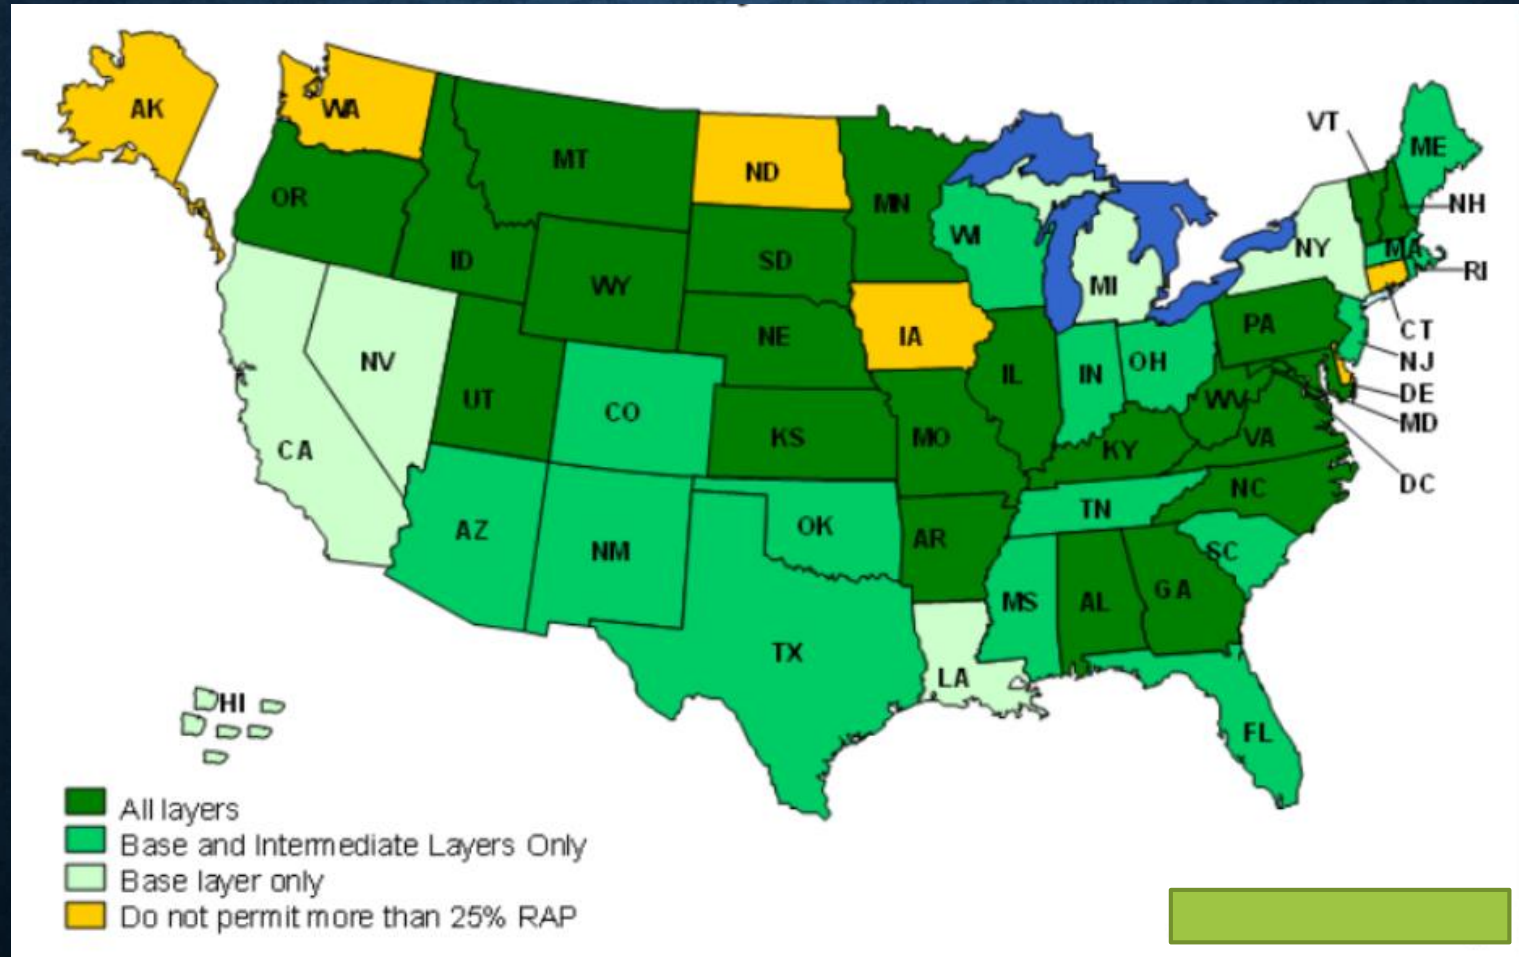 AK
WA
MT
ND
MN
OR
ID
WY
SD
WI
MI
NY
VT
ME
NH
MA
RI
CT
NJ
DE
MD
DC
NV
UT
CO
NE
IA
IL
IN
OH
PA
CA
KS
MO
KY
WV
VA
AZ
NM
OK
AR
TN
NC
SC
TX
LA
MS
AL
GA
FL
HI
All layers
Base and Intermediate Layers Only
Base layer only
Do not permit more than 25% RAP